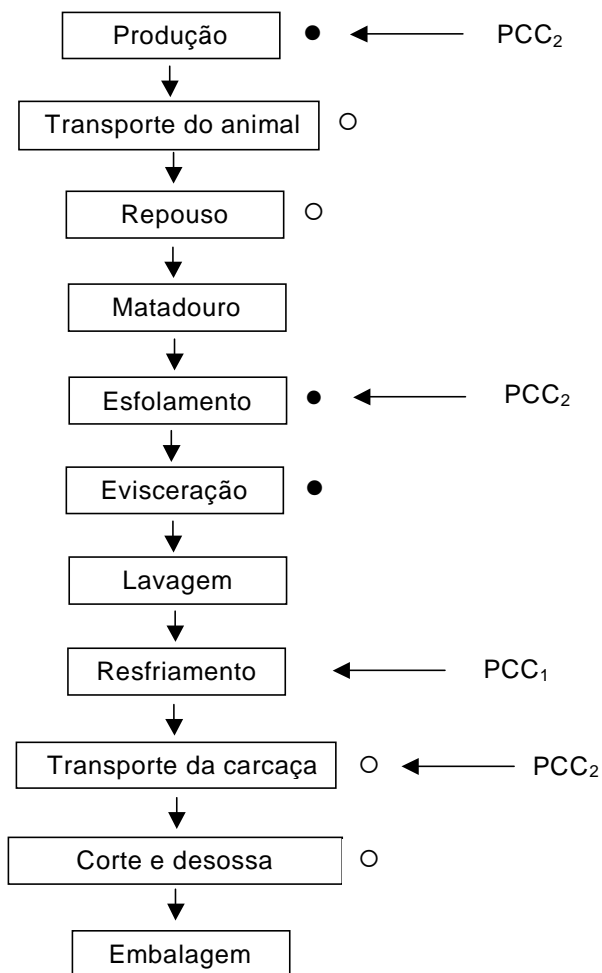 Produção
PCC₂
Transporte do animal
Repouso
Matadouro
Esfolamento
PCC₂
Evisceração
Lavagem
Resfriamento
PCC₁
Transporte da carcaça
PCC₂
Corte e desossa
Embalagem